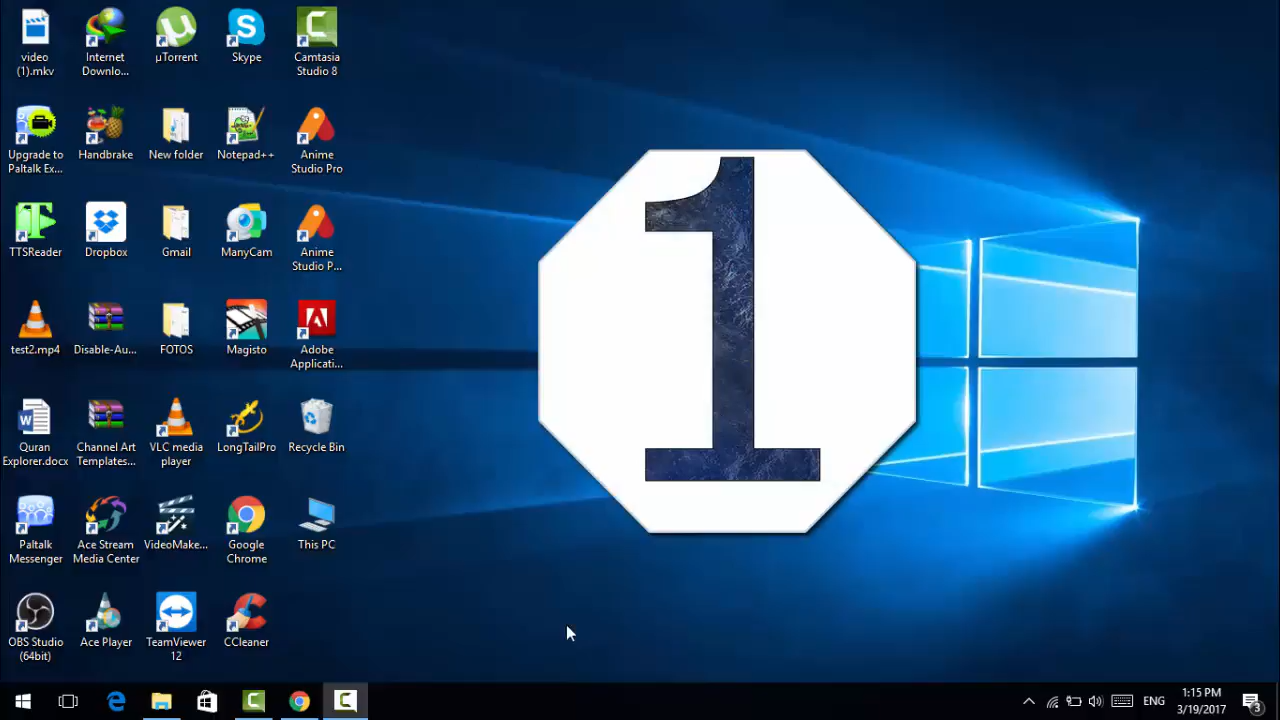 video
(1).mkv
Internet
Downlo...
µTorrent
Skype
Camtasia
Studio 8
Upgrade to
Paltalk Ex...
Handbrake
New folder
Notepad++
Anime
Studio Pro
TTSReader
Dropbox
Gmail
ManyCam
Anime
Studio P...
test2.mp4
Disable-Au...
FOTOS
Magisto
Adobe
Applicati...
Quran
Explorer.docx
Channel Art
Templates...
VLC media
player
LongTailPro
Recycle Bin
Paltalk
Messenger
Ace Stream
Media Center
VideoMake...
Google
Chrome
This PC
OBS Studio
(64bit)
Ace Player
TeamViewer
12
CCleaner
1
ENG
1:15 PM
3/19/2017
3